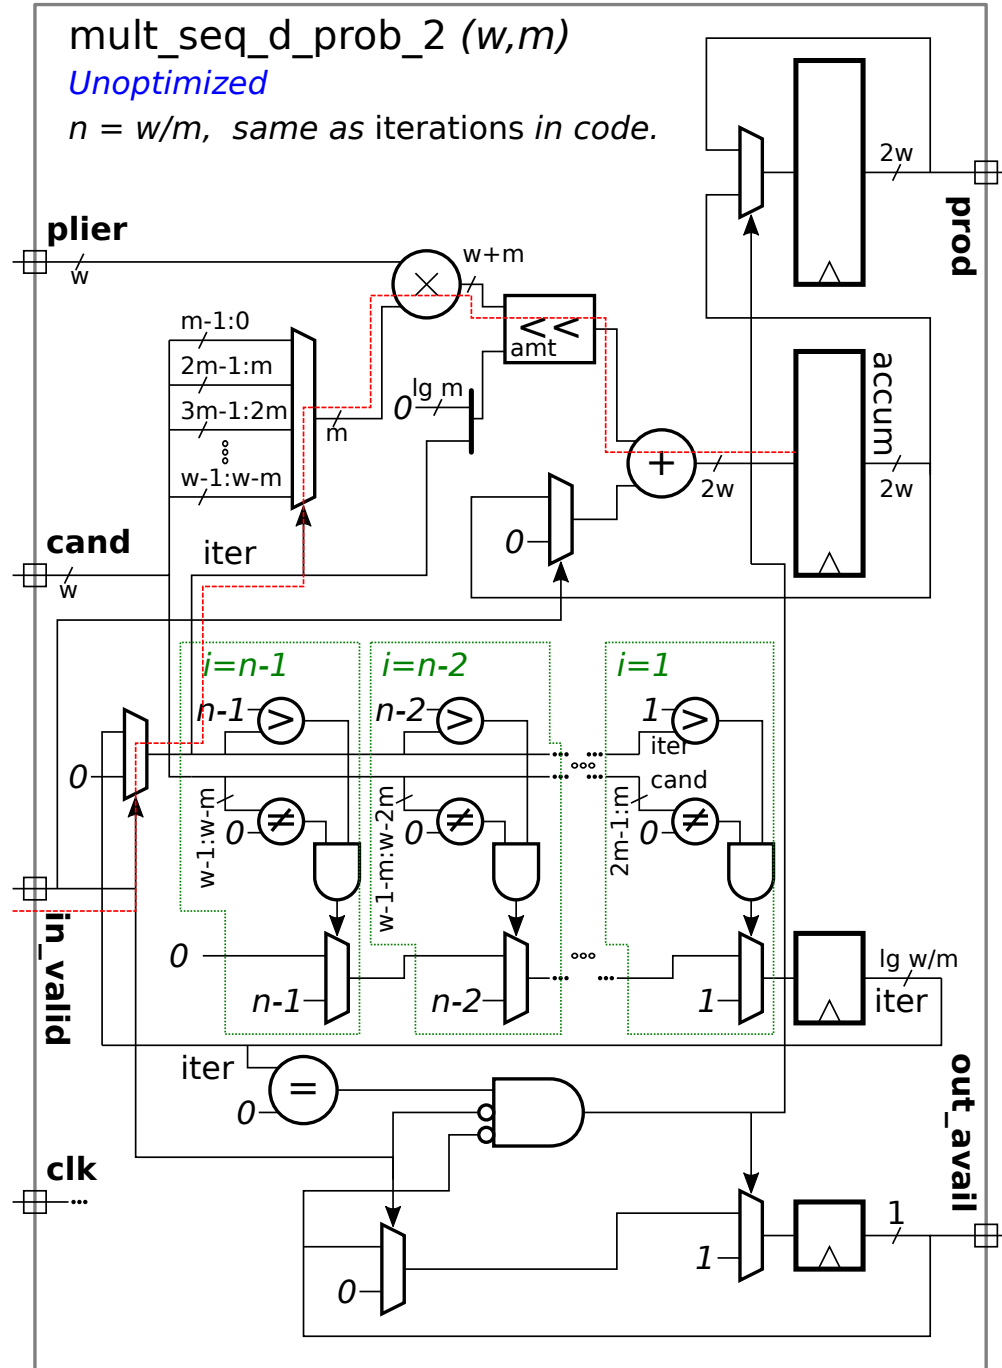 mult_seq_d_prob_2 (w,m)
Unoptimized
n = w/m, same as iterations in code.
2w
prod
plier
w
w+m
m-1:0
2m-1:m
3m-1:2m
w-1:w-m
m
<<
amt
lg m
0
accum
+
2w
2w
cand
w
iter
0
i=n-1
i=n-2
i=1
n-1
>
n-2
>
1
>
iter
0
cand
w-1:w-m
0
≠
w-1-m:w-2m
0
≠
2m-1:m
0
≠
in_valid
0
n-1
n-2
1
lg w/m
iter
iter
0
=
out_avail
clk
1
1
0